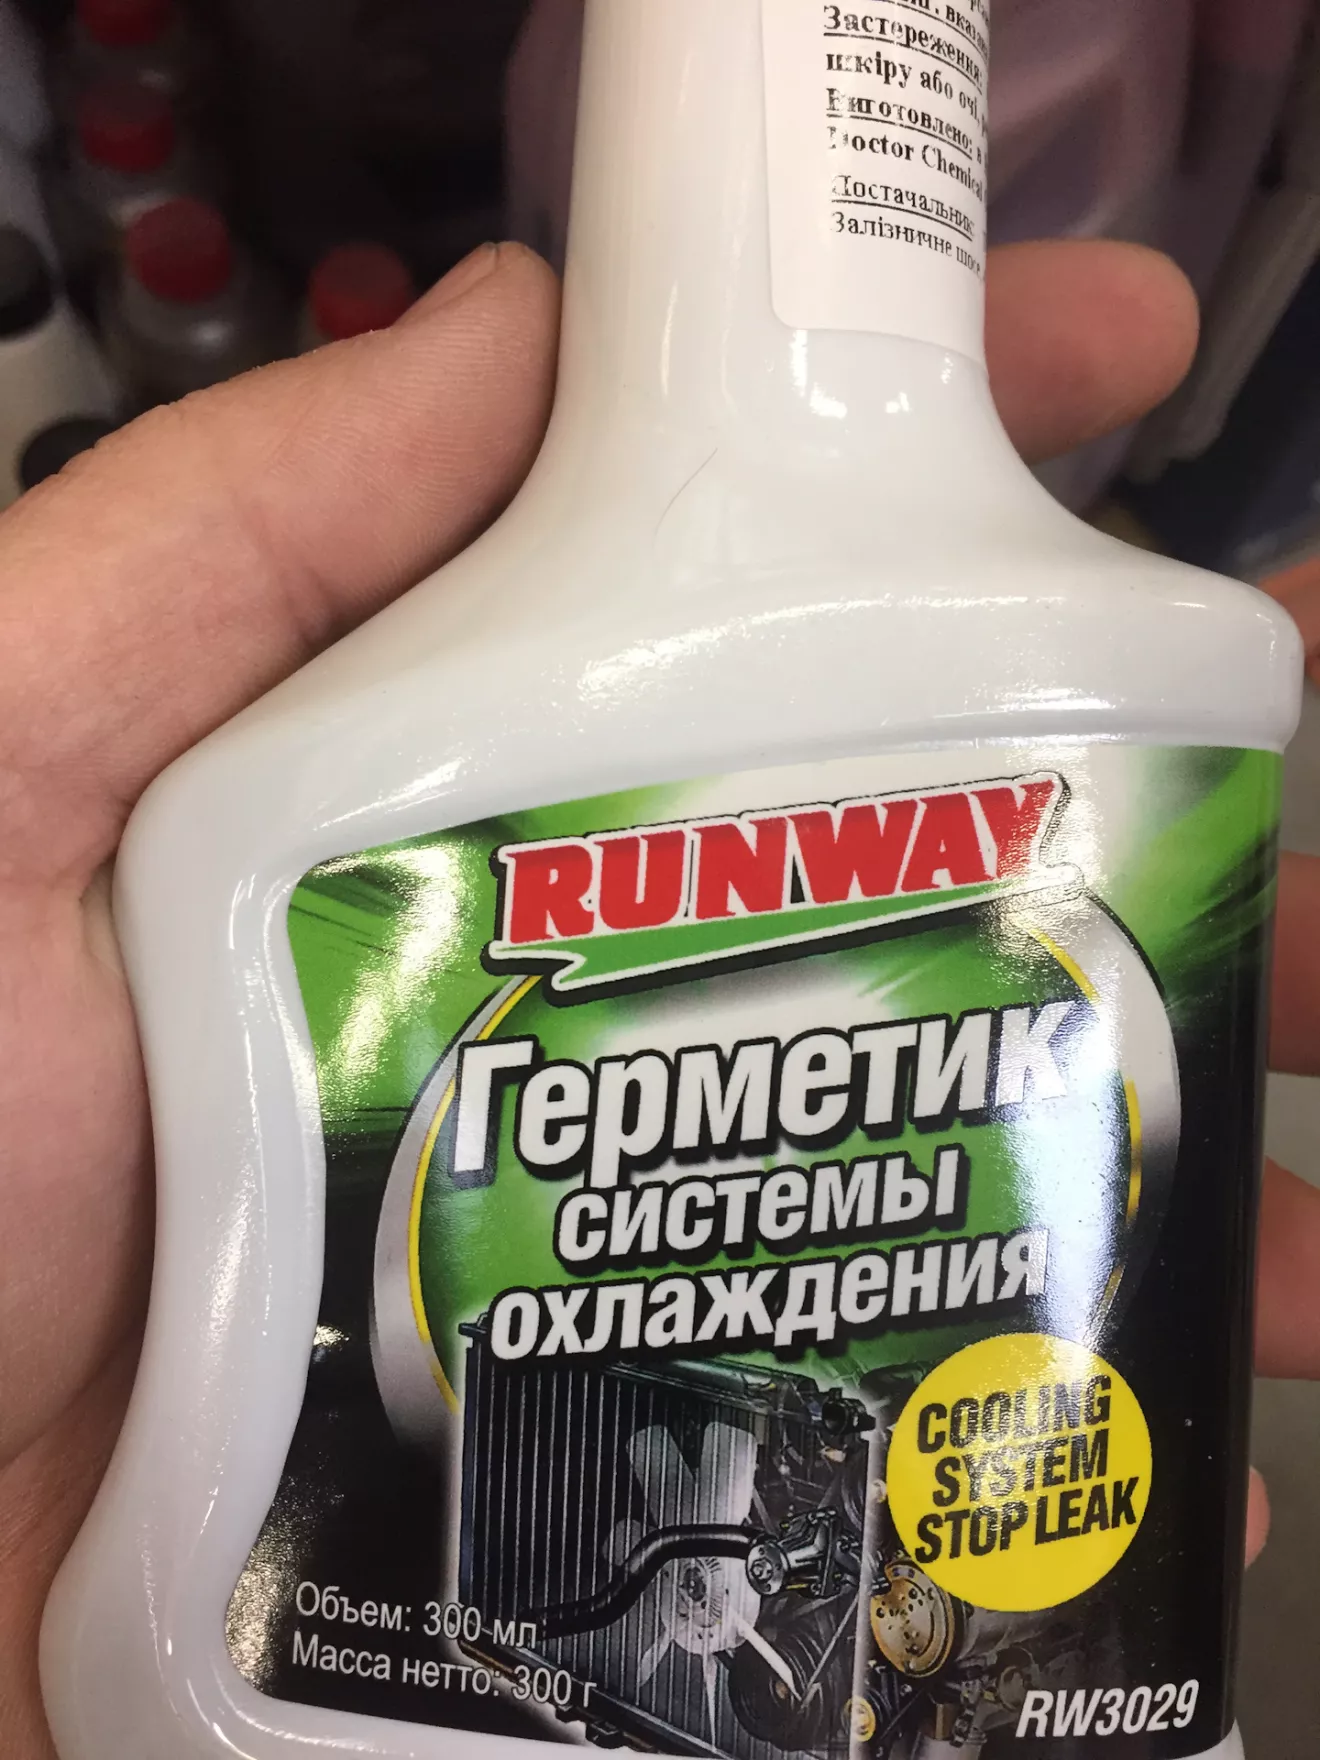 вказан
Застереження:
шкіру або очі,
Виготовлено: в
Doctor Chemical
Постачальник:
Залізничне шосе
RUNWAY
Герметик
системы
охлаждения
COOLING
SYSTEM
STOP LEAK
Объем: 300 мл
Масса нетто: 300 г
RW3029